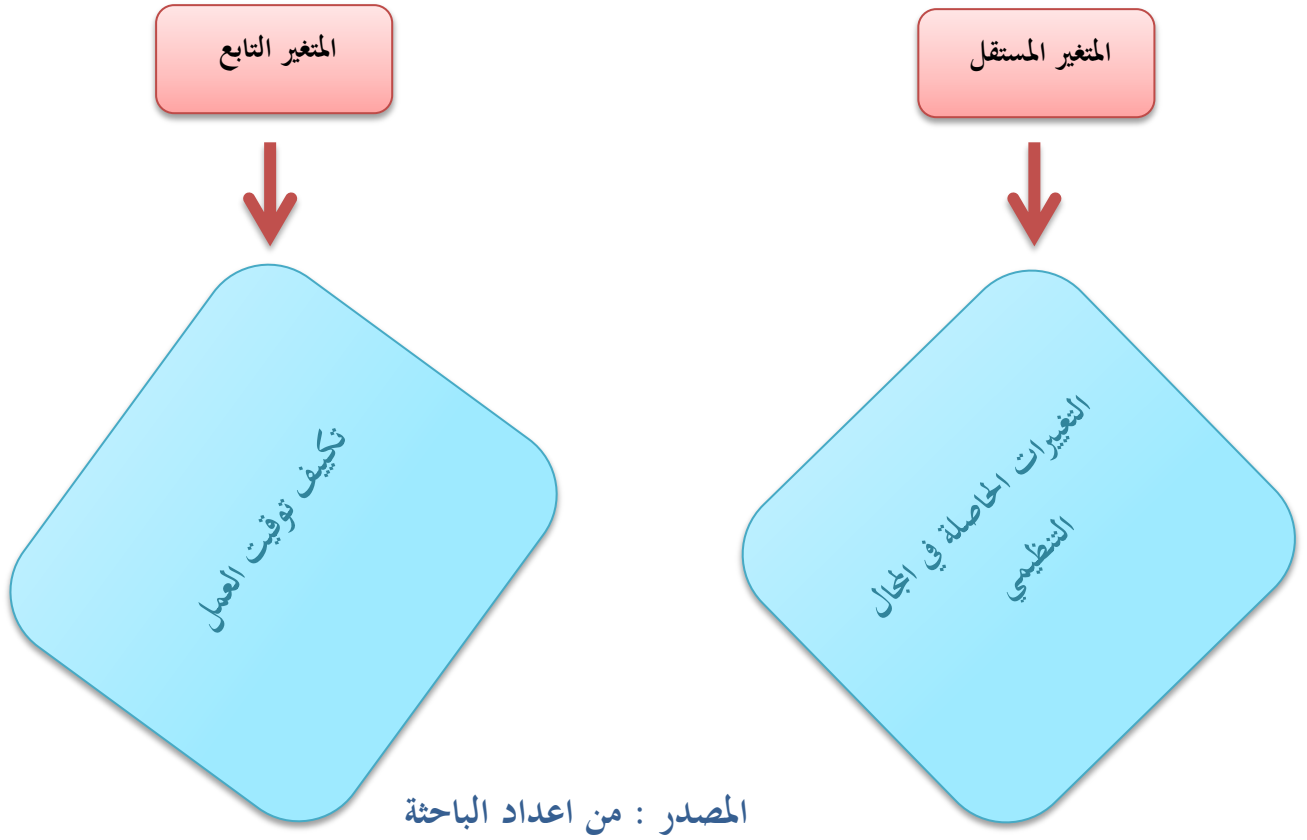 المتغير المستقل
المتغير التابع
التغييرات الحاصلة في المجال
التنظيمي
تكييف توقيت العمل
المصدر : من اعداد الباحثة